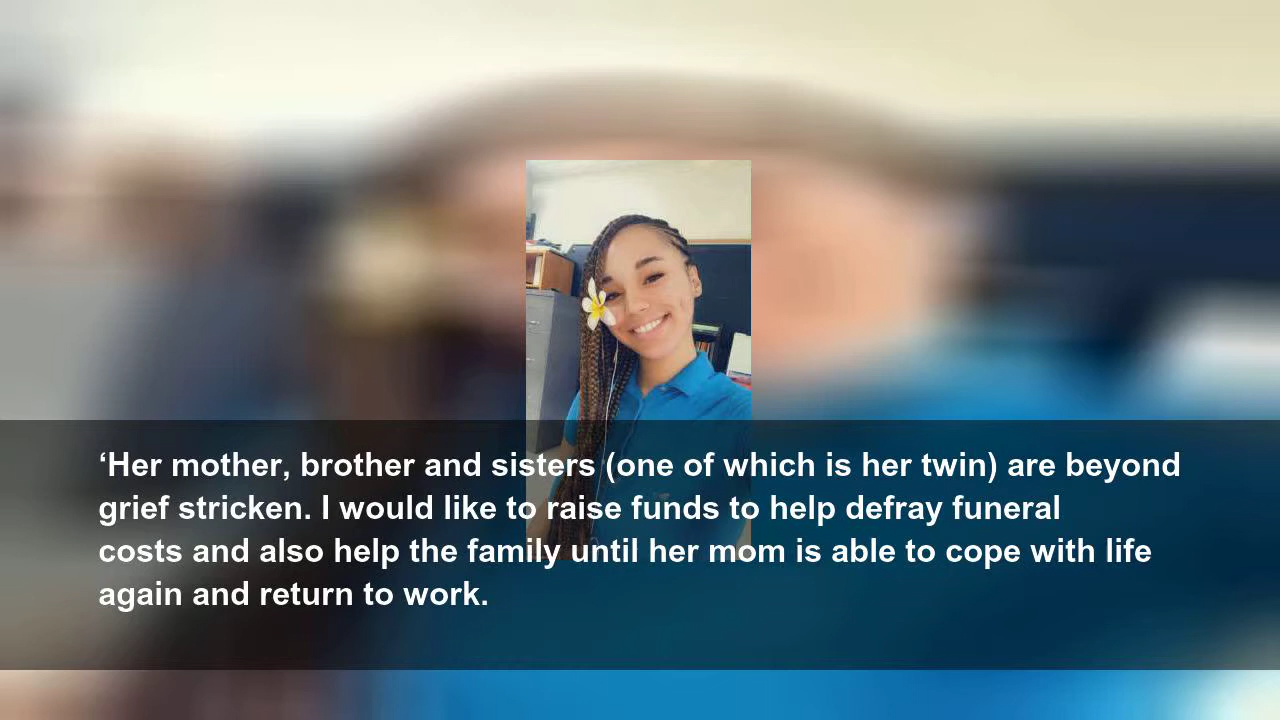 ‘Her mother, brother and sisters (one of which is her twin) are beyond
grief stricken. I would like to raise funds to help defray funeral
costs and also help the family until her mom is able to cope with life
again and return to work.